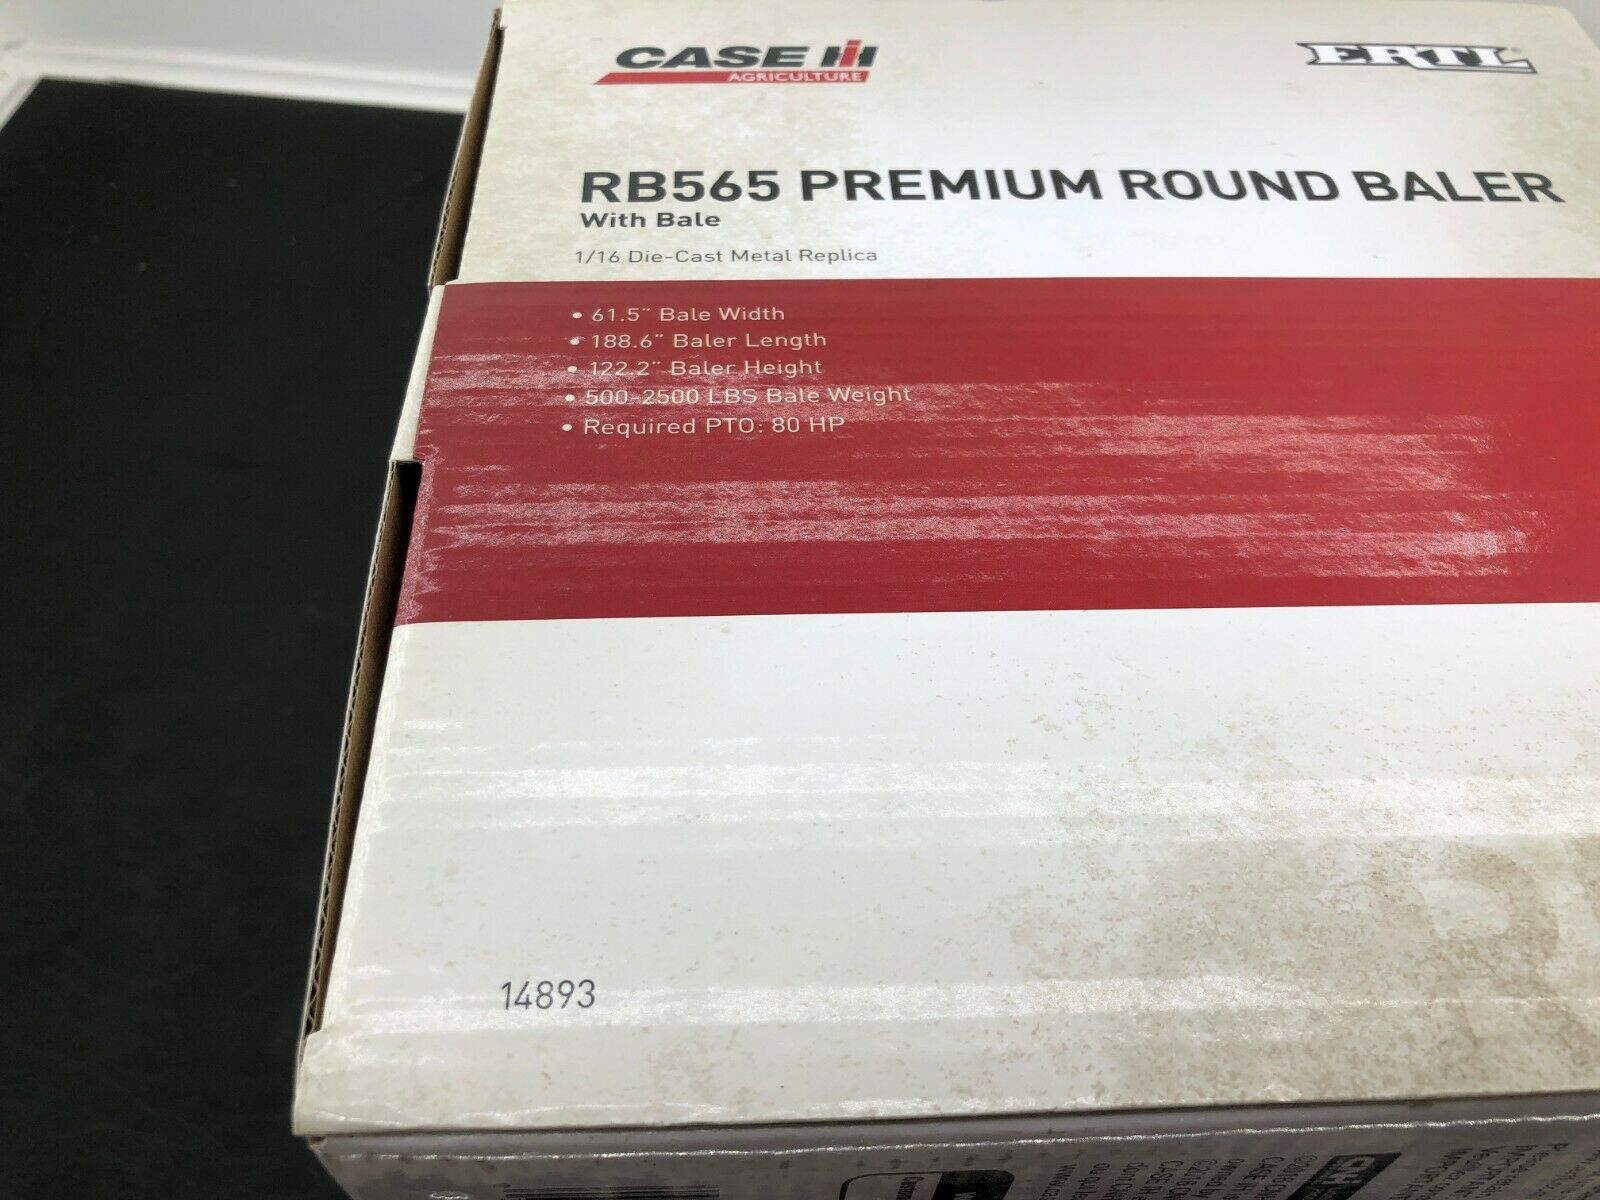 CASE IH
AGRICULTURE
ERTL
RB565 PREMIUM ROUND BALER
With Bale
1/16 Die-Cast Metal Replica
• 61.5" Bale Width
• 188.6" Baler Length
• 122.2" Baler Height
• 500-2500 LBS Bale Weight
• Required PTO: 80 HP
14893